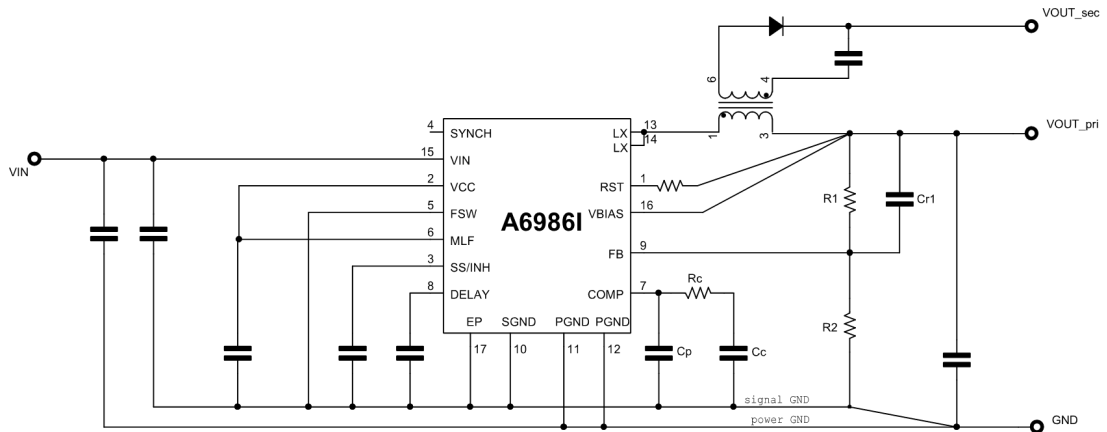 VOUT_sec
6
4
1
3
VOUT_pri
4
SYNCH
LX
13
LX
14
VIN
15
VIN
2
VCC
RST
1
5
FSW
VBIAS
16
A6986I
R1
Cr1
6
MLF
FB
9
3
SS/INH
8
DELAY
COMP
7
Rc
R2
EP
SGND
PGND
PGND
17
10
11
12
Cp
Cc
signal GND
power GND
GND